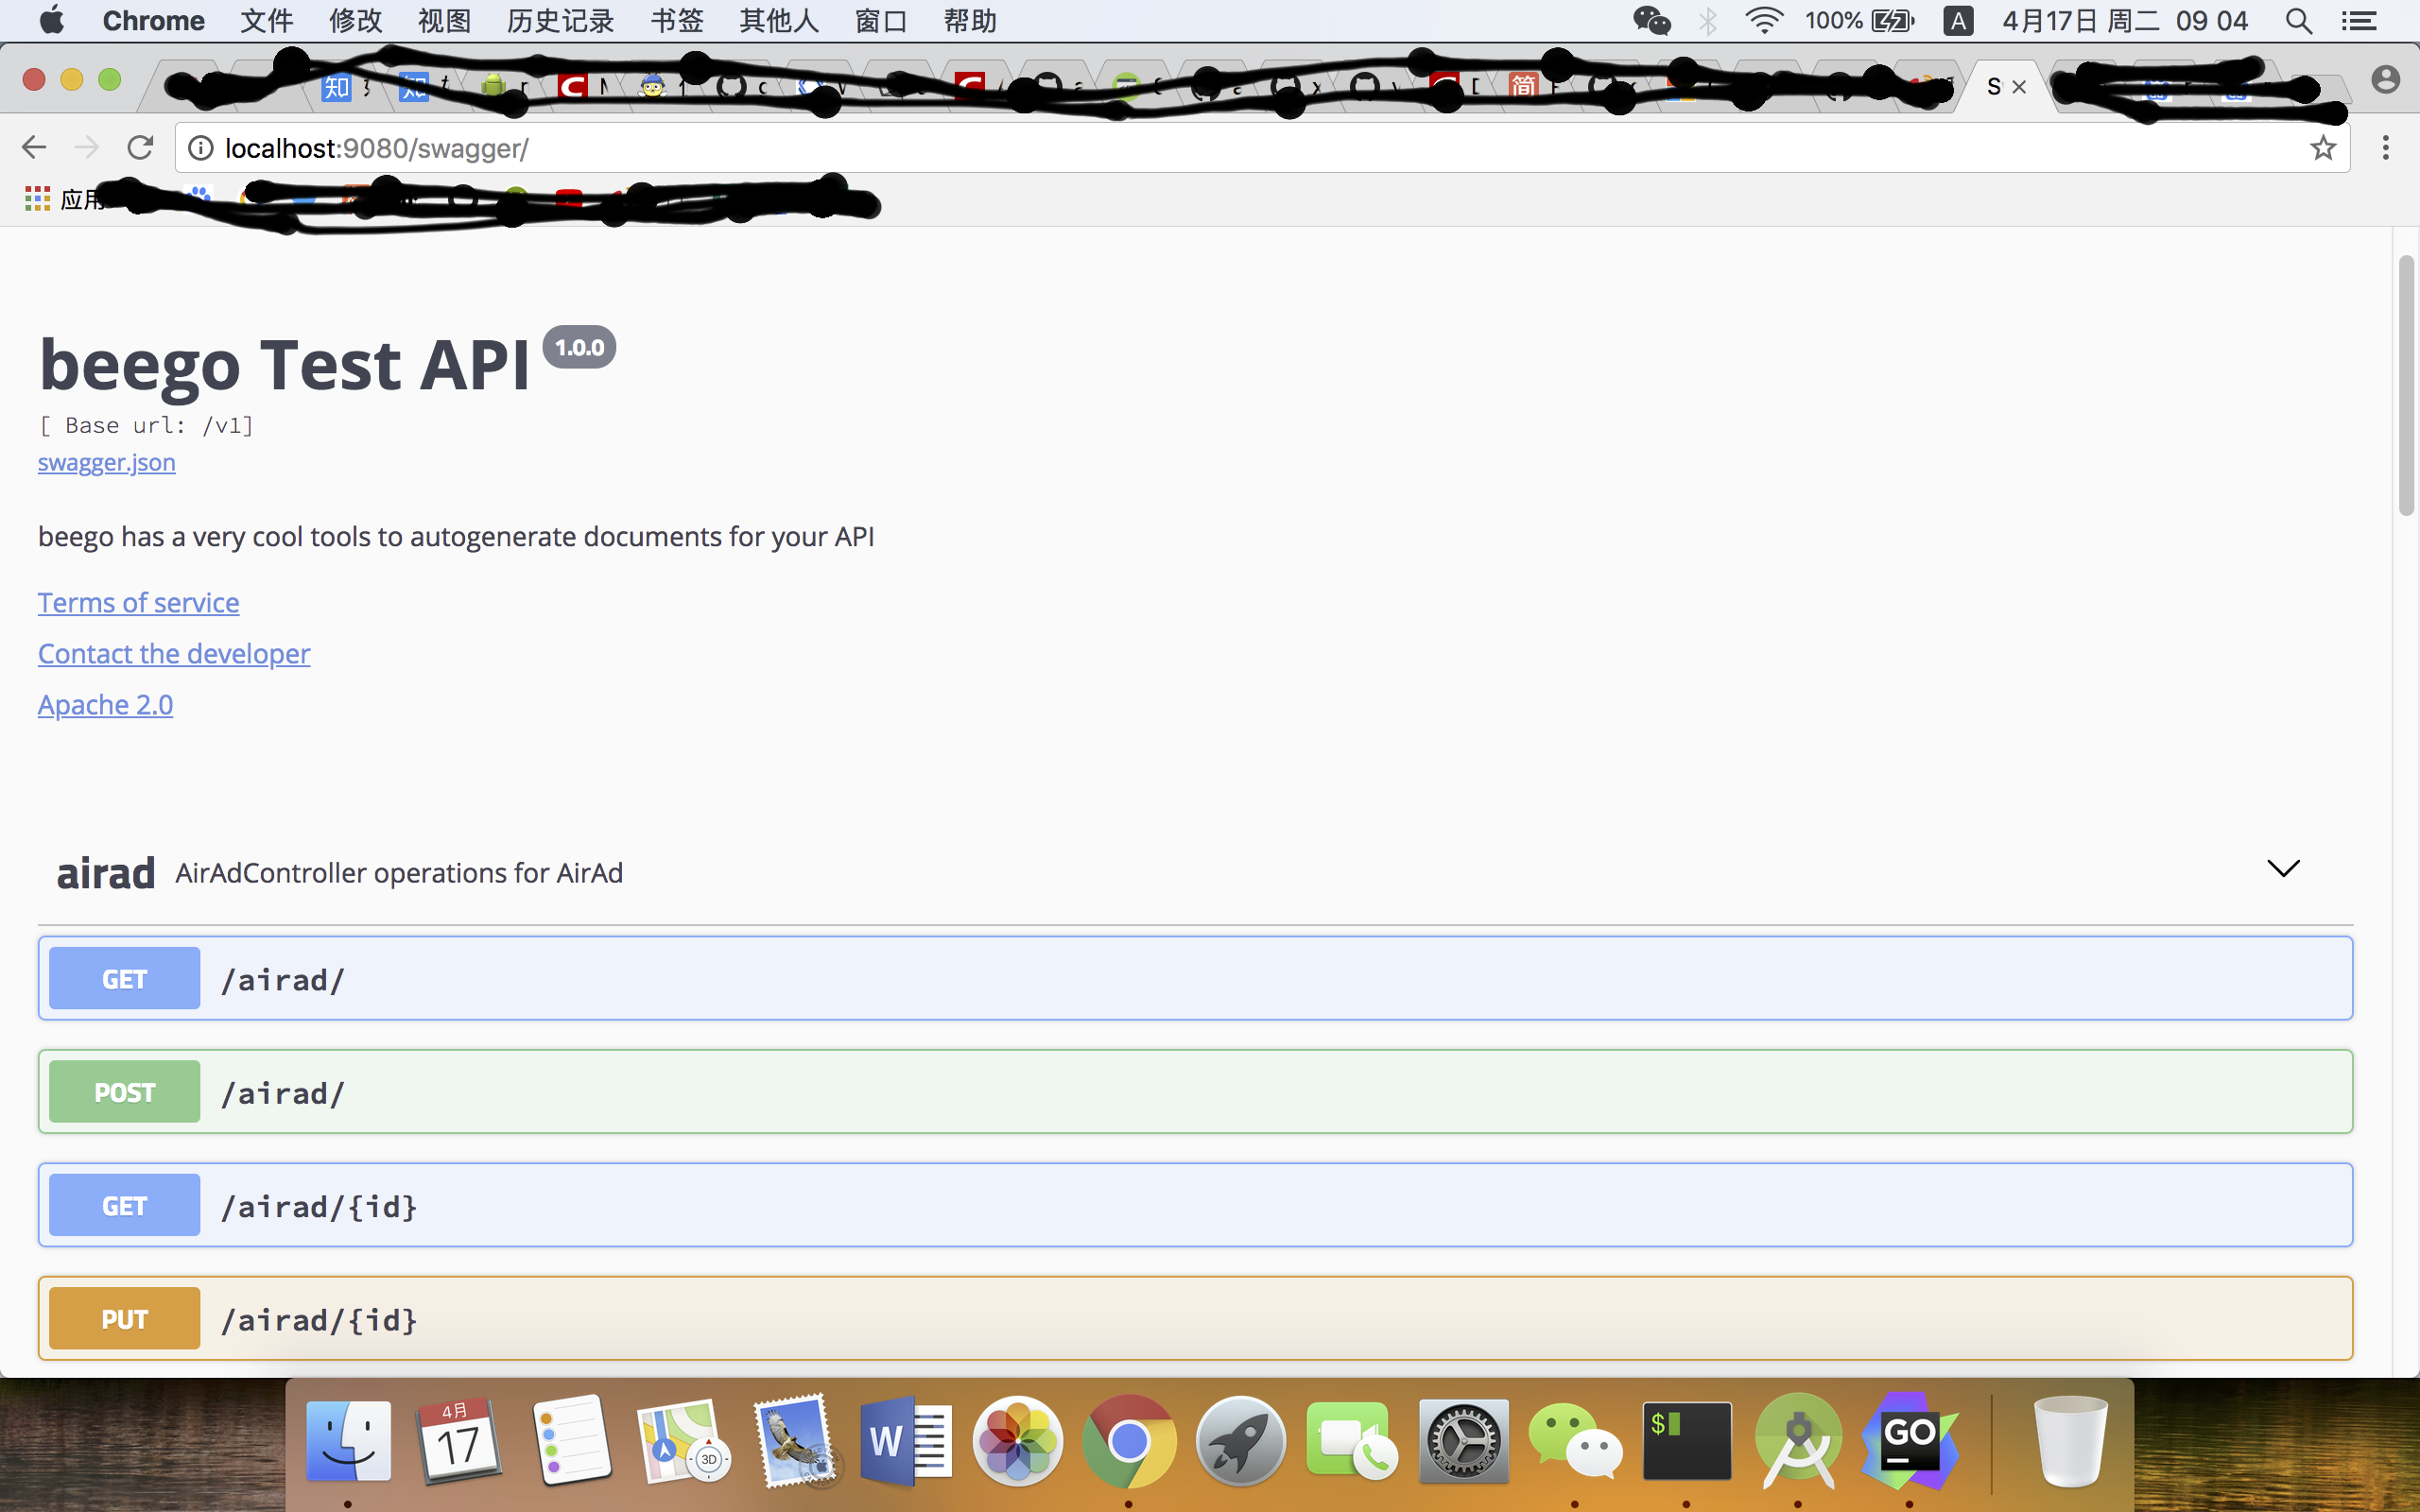 Chrome 文件 修改 视图 历史记录 书签 其他人 窗口 帮助 100% A 4月17日 周二 09 04
知 简 S
localhost:9080/swagger/
应用
beego Test API 1.0.0
[ Base url: /v1]
swagger.json
beego has a very cool tools to autogenerate documents for your API
Terms of service
Contact the developer
Apache 2.0
airad AirAdController operations for AirAd
GET /airad/
POST /airad/
GET /airad/{id}
PUT /airad/{id}
4月
17
3D
W
$
GO